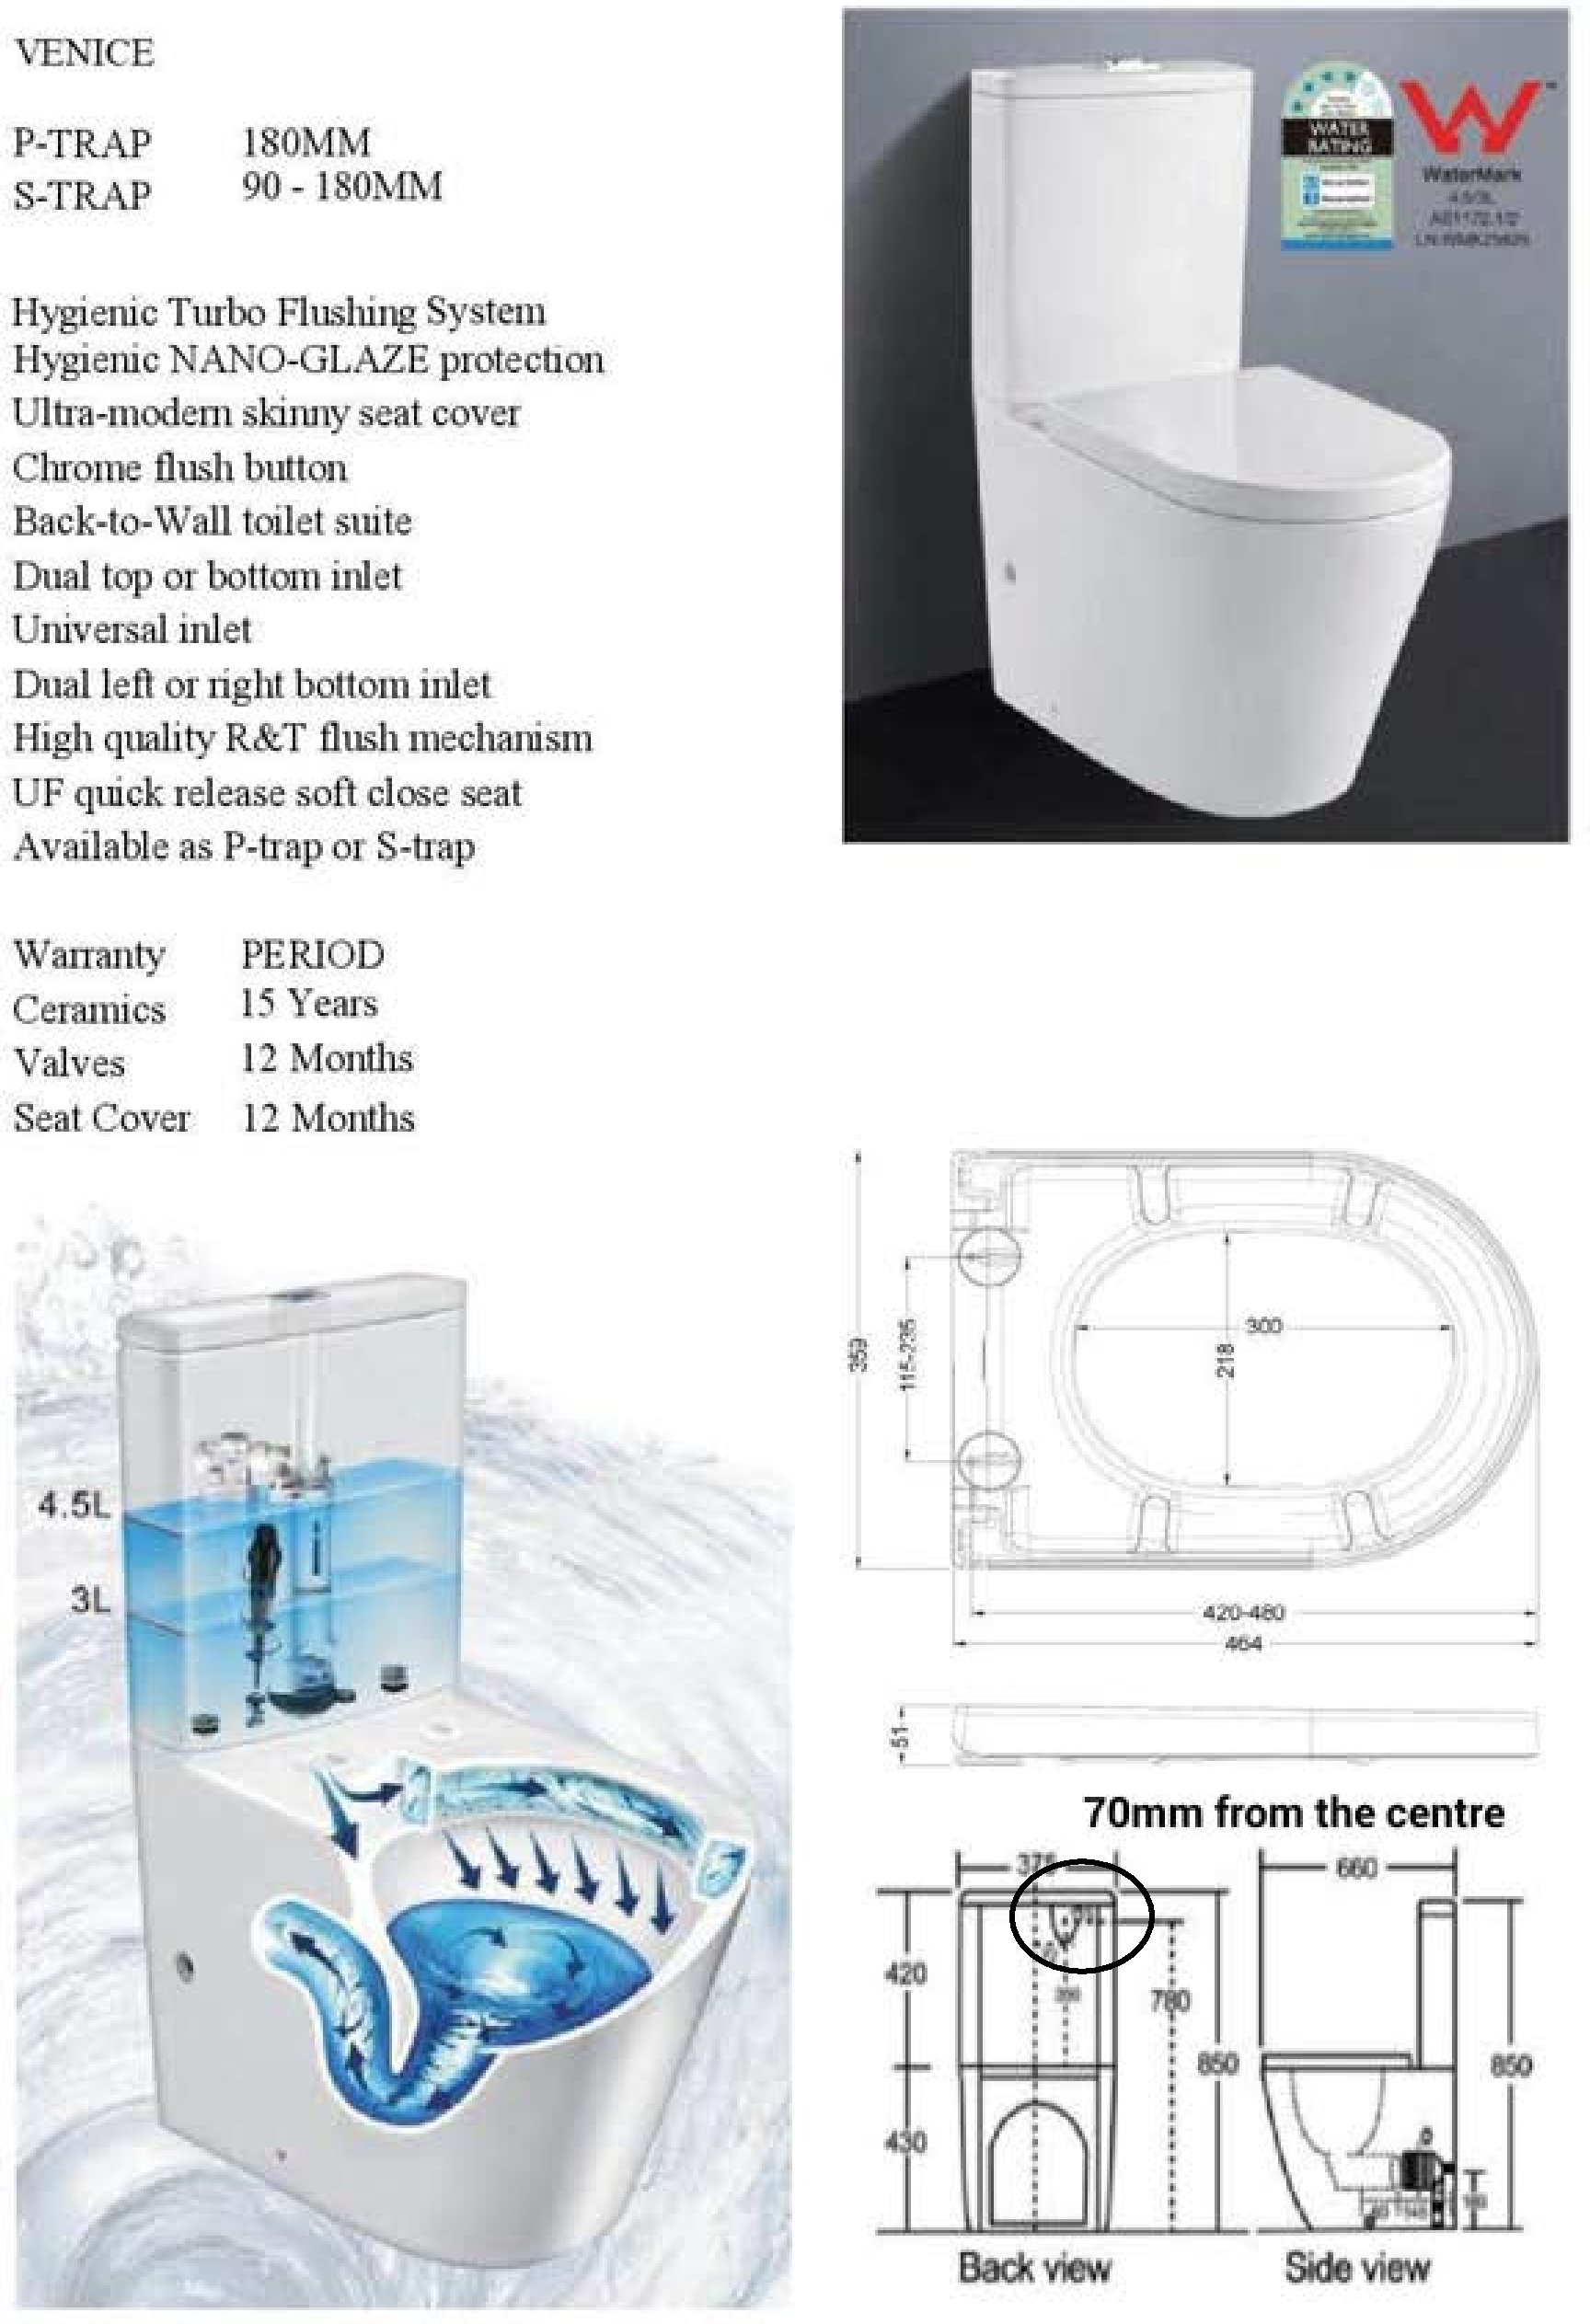 VENICE
P-TRAP 180MM
S-TRAP 90 - 180MM
Hygienic Turbo Flushing System
Hygienic NANO-GLAZE protection
Ultra-modern skinny seat cover
Chrome flush button
Back-to-Wall toilet suite
Dual top or bottom inlet
Universal inlet
Dual left or right bottom inlet
High quality R&T flush mechanism
UF quick release soft close seat
Available as P-trap or S-trap
Warranty PERIOD
Ceramics 15 Years
Valves 12 Months
Seat Cover 12 Months
WATER
RATING
W
WaterMark
4.5/3L
4.5L
3L
359
115-235
300
218
420-480
464
51
70mm from the centre
375
660
420
780
850
850
430
Back view
Side view